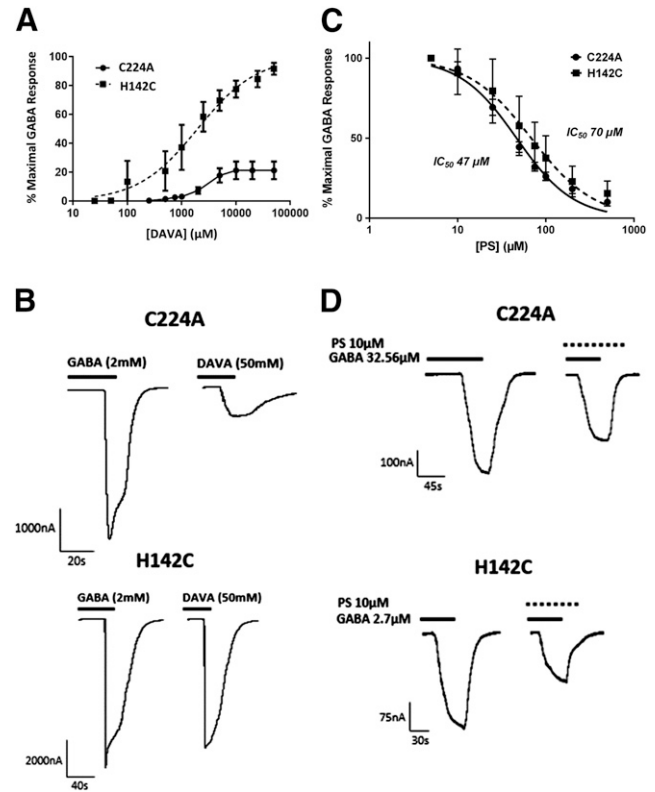 A
% Maximal GABA Response
100
80
60
40
20
0
C224A
H142C
10
100
1000
10000
100000
[DAVA] (µM)
C
% Maximal GABA Response
100
50
0
C224A
H142C
IC50 70 µM
IC50 47 µM
1
10
100
1000
[PS] (µM)
B
C224A
GABA (2mM)
DAVA (50mM)
1000nA
20s
H142C
GABA (2mM)
DAVA (50mM)
2000nA
40s
D
C224A
PS 10µM
GABA 32.56µM
100nA
45s
H142C
PS 10µM
GABA 2.7µM
75nA
30s